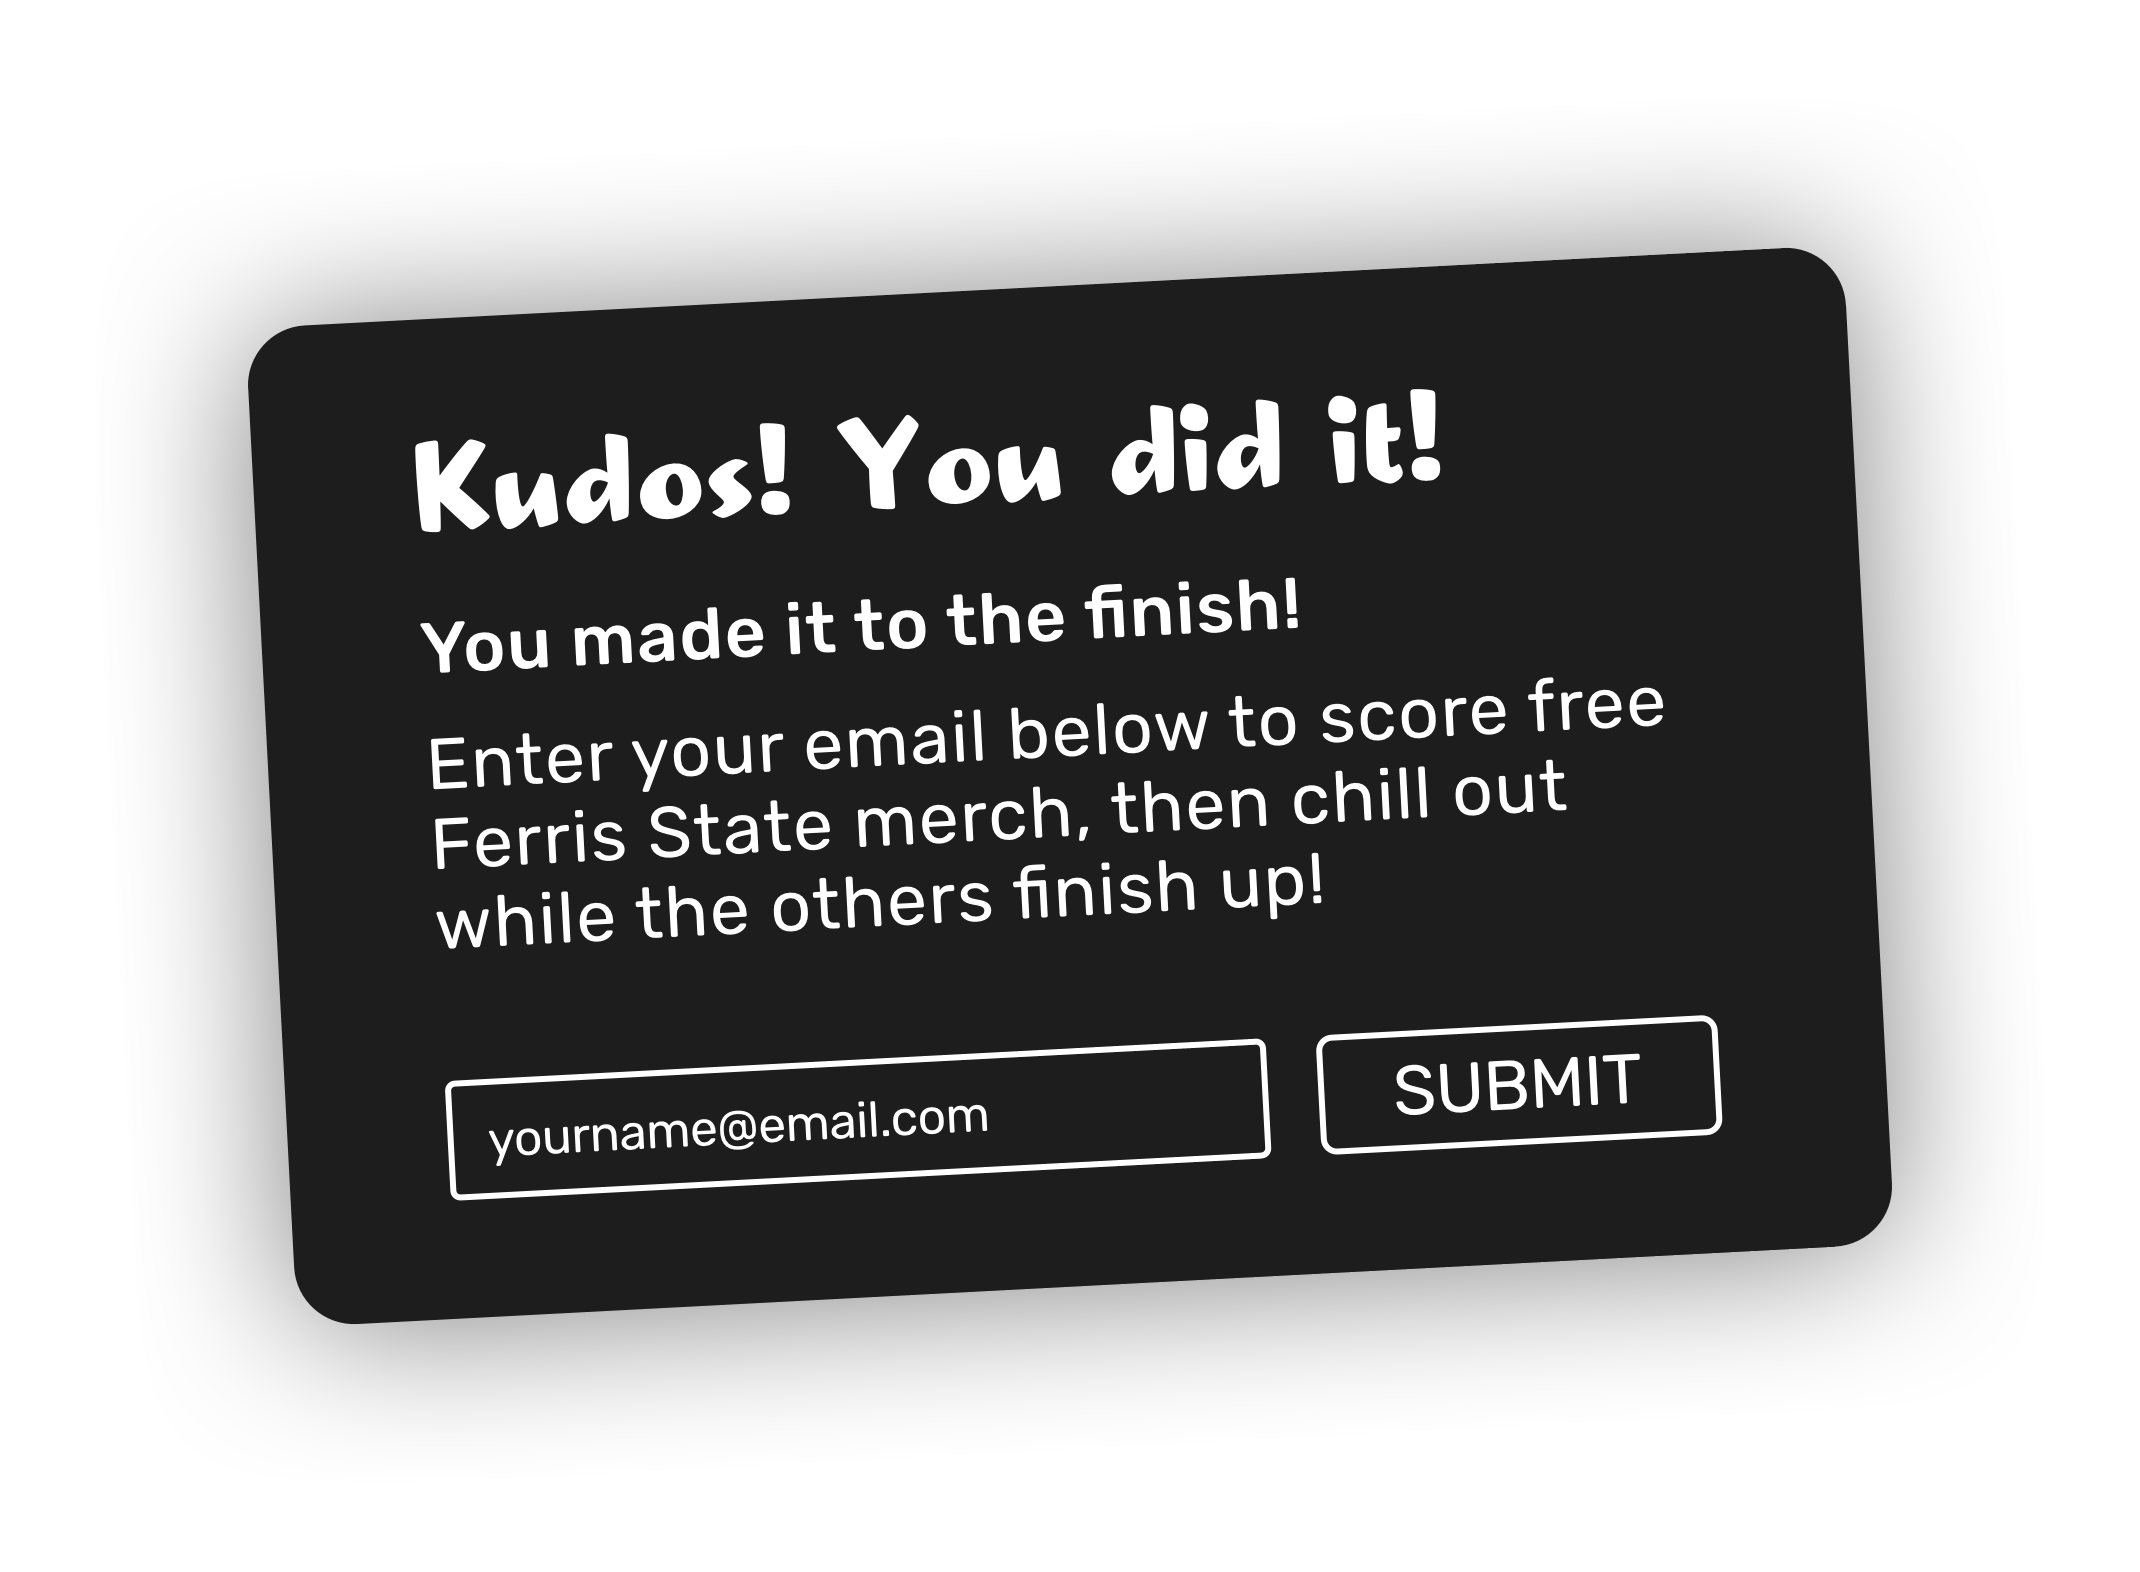 Kudos! You did it!
You made it to the finish!
Enter your email below to score free
Ferris State merch, then chill out
while the others finish up!
yourname@email.com
SUBMIT